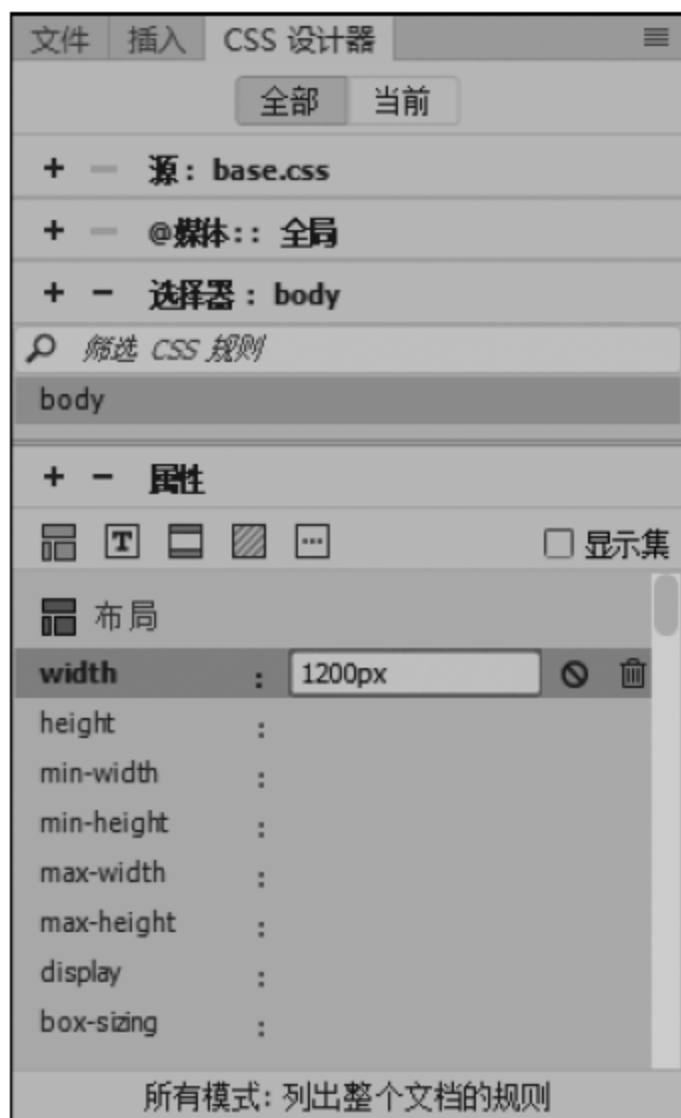 文件 插入 CSS 设计器
全部 当前
+ − 源: base.css
+ − @媒体:: 全局
+ − 选择器: body
筛选 CSS 规则
body
+ − 属性
T ... 显示集
布局
width : 1200px
height :
min-width :
min-height :
max-width :
max-height :
display :
box-sizing :
所有模式: 列出整个文档的规则